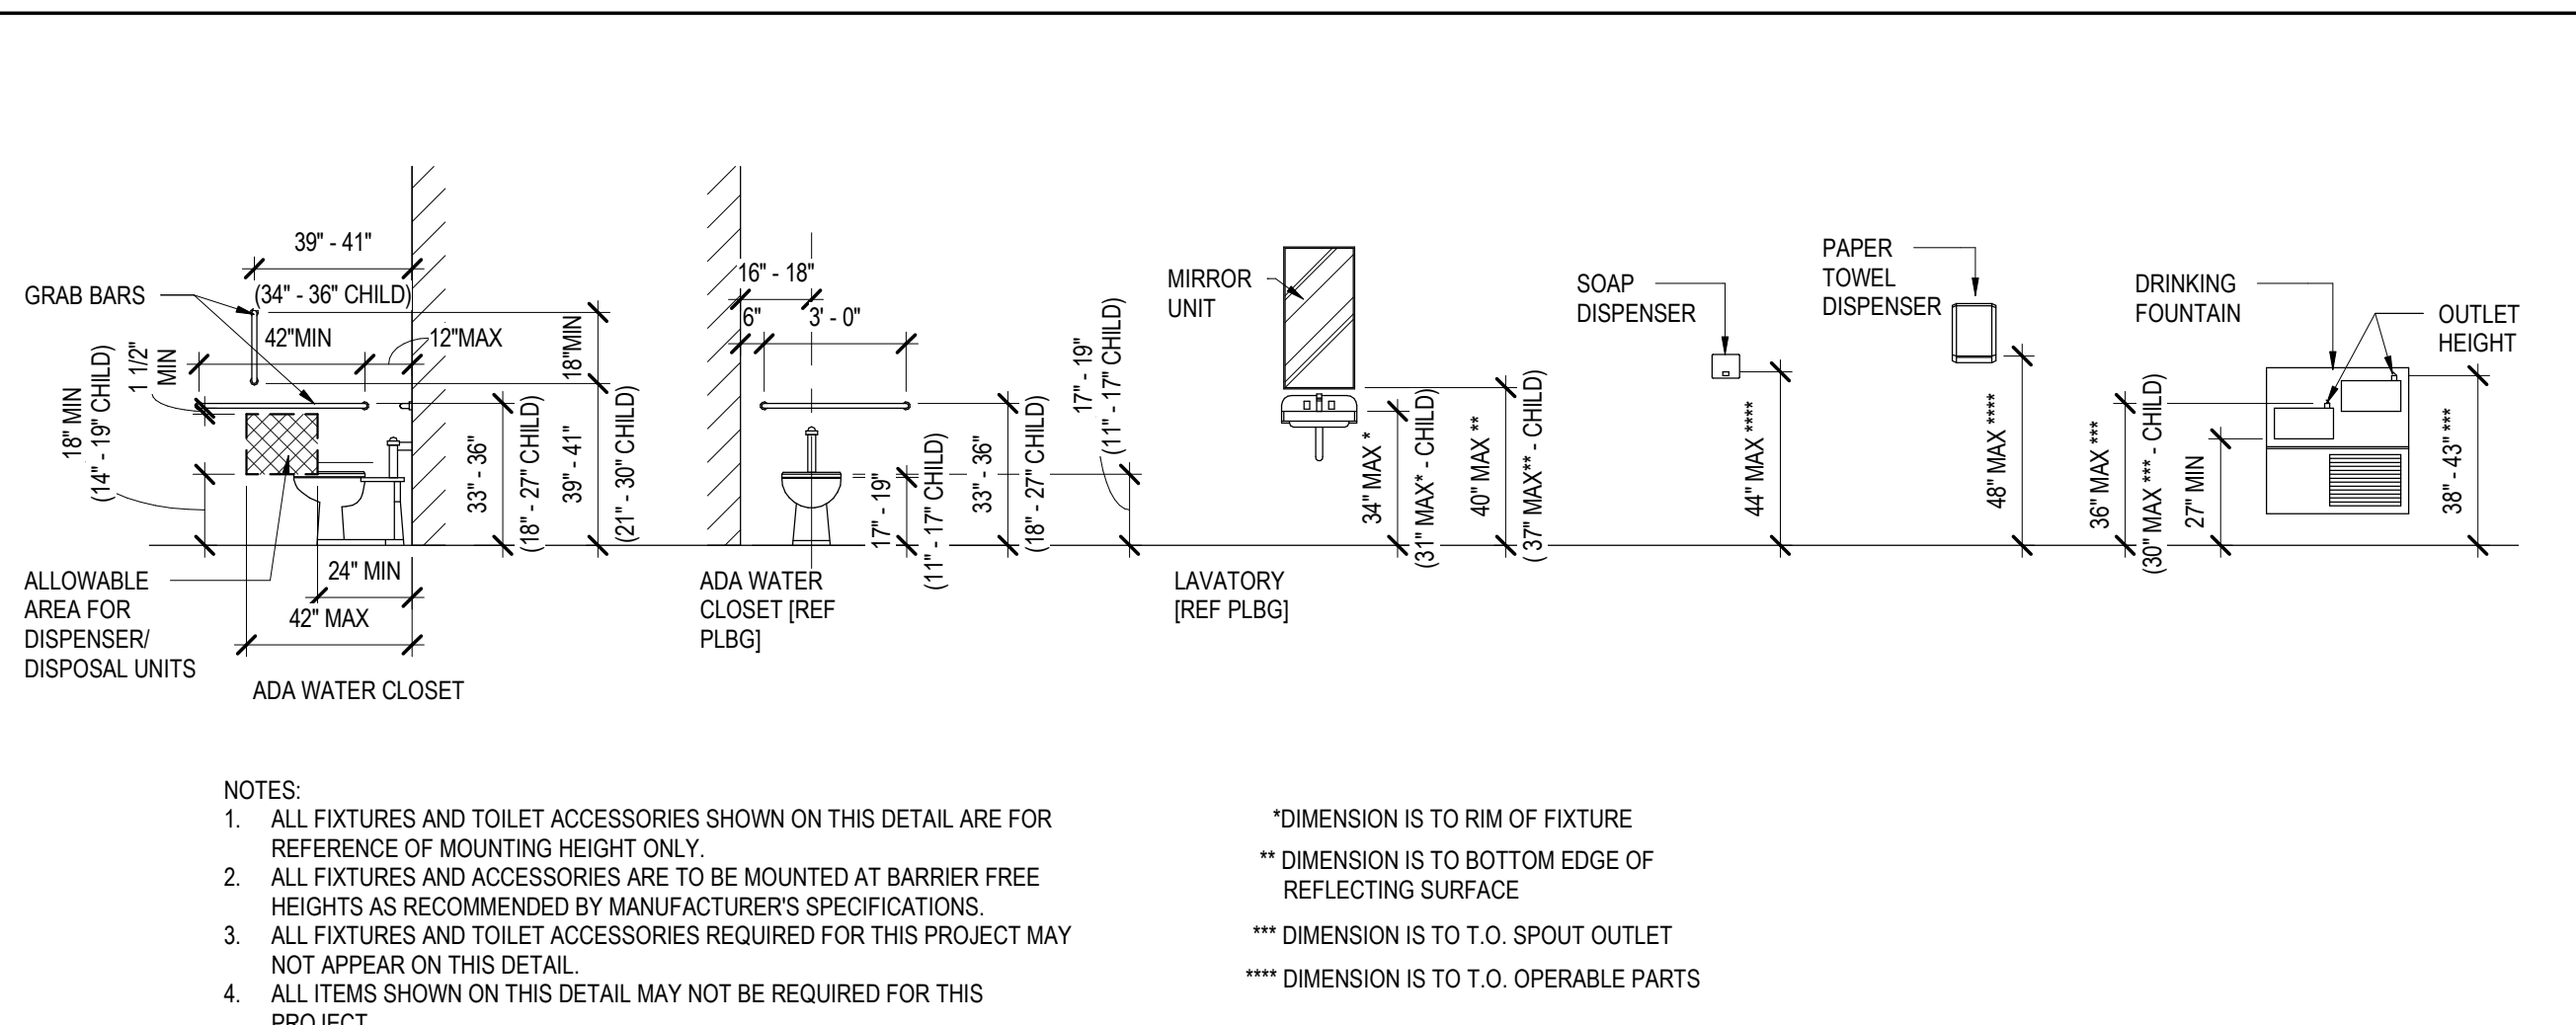 39" - 41"
(34" - 36" CHILD)
GRAB BARS
42"MIN
12"MAX
18"MIN
1 1/2"
MIN
18" MIN
(14" - 19" CHILD)
33" - 36"
(18" - 27" CHILD)
39" - 41"
(21" - 30" CHILD)
ALLOWABLE
AREA FOR
DISPENSER/
DISPOSAL UNITS
24" MIN
42" MAX
ADA WATER CLOSET
16" - 18"
6"
3' - 0"
17" - 19"
(11" - 17" CHILD)
33" - 36"
(18" - 27" CHILD)
17" - 19"
(11" - 17" CHILD)
ADA WATER
CLOSET [REF
PLBG]
MIRROR
UNIT
34" MAX *
(31" MAX* - CHILD)
40" MAX **
( 37" MAX** - CHILD)
LAVATORY
[REF PLBG]
SOAP
DISPENSER
44" MAX ****
PAPER
TOWEL
DISPENSER
48" MAX ****
DRINKING
FOUNTAIN
OUTLET
HEIGHT
36" MAX ***
(30" MAX *** - CHILD)
27" MIN
38" - 43" ***
NOTES:
1. ALL FIXTURES AND TOILET ACCESSORIES SHOWN ON THIS DETAIL ARE FOR
REFERENCE OF MOUNTING HEIGHT ONLY.
2. ALL FIXTURES AND ACCESSORIES ARE TO BE MOUNTED AT BARRIER FREE
HEIGHTS AS RECOMMENDED BY MANUFACTURER'S SPECIFICATIONS.
3. ALL FIXTURES AND TOILET ACCESSORIES REQUIRED FOR THIS PROJECT MAY
NOT APPEAR ON THIS DETAIL.
4. ALL ITEMS SHOWN ON THIS DETAIL MAY NOT BE REQUIRED FOR THIS
PROJECT
*DIMENSION IS TO RIM OF FIXTURE
** DIMENSION IS TO BOTTOM EDGE OF
REFLECTING SURFACE
*** DIMENSION IS TO T.O. SPOUT OUTLET
**** DIMENSION IS TO T.O. OPERABLE PARTS